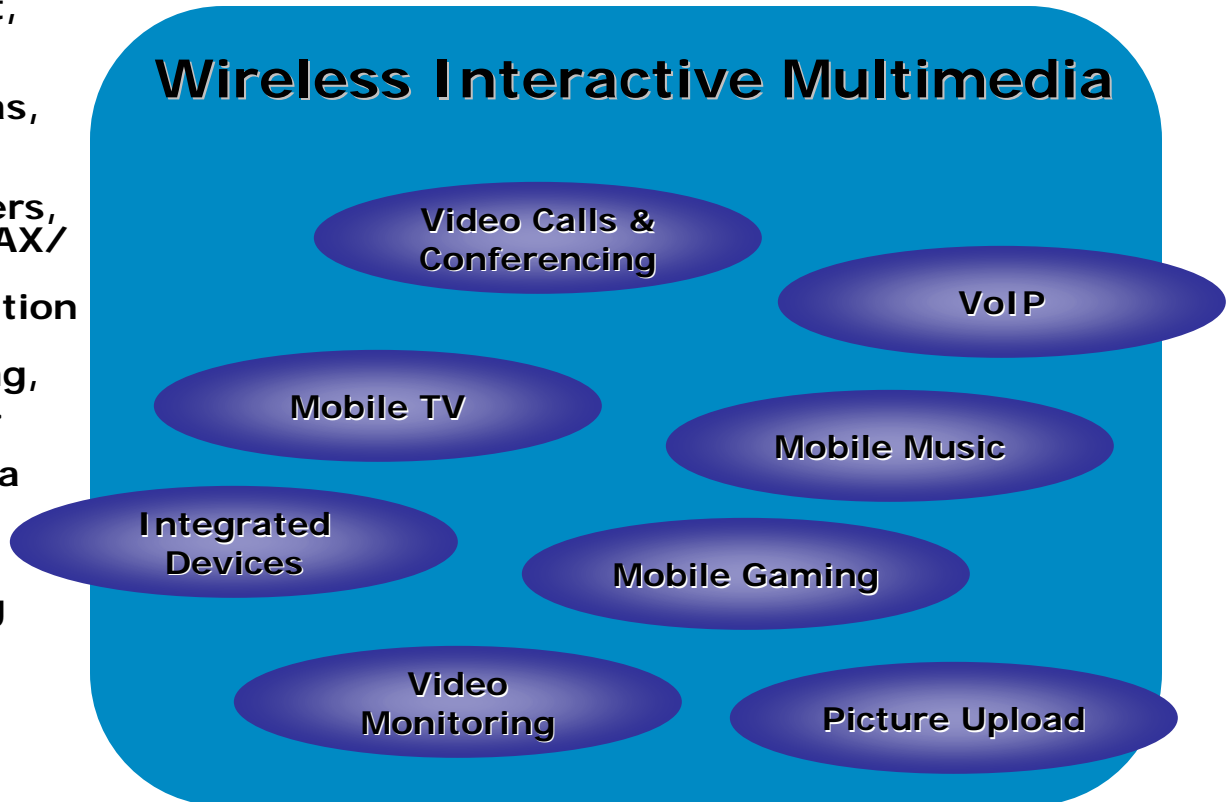 Wireless Interactive Multimedia
Video Calls &
Conferencing
VoIP
Mobile TV
Mobile Music
Integrated
Devices
Mobile Gaming
Video
Monitoring
Picture Upload